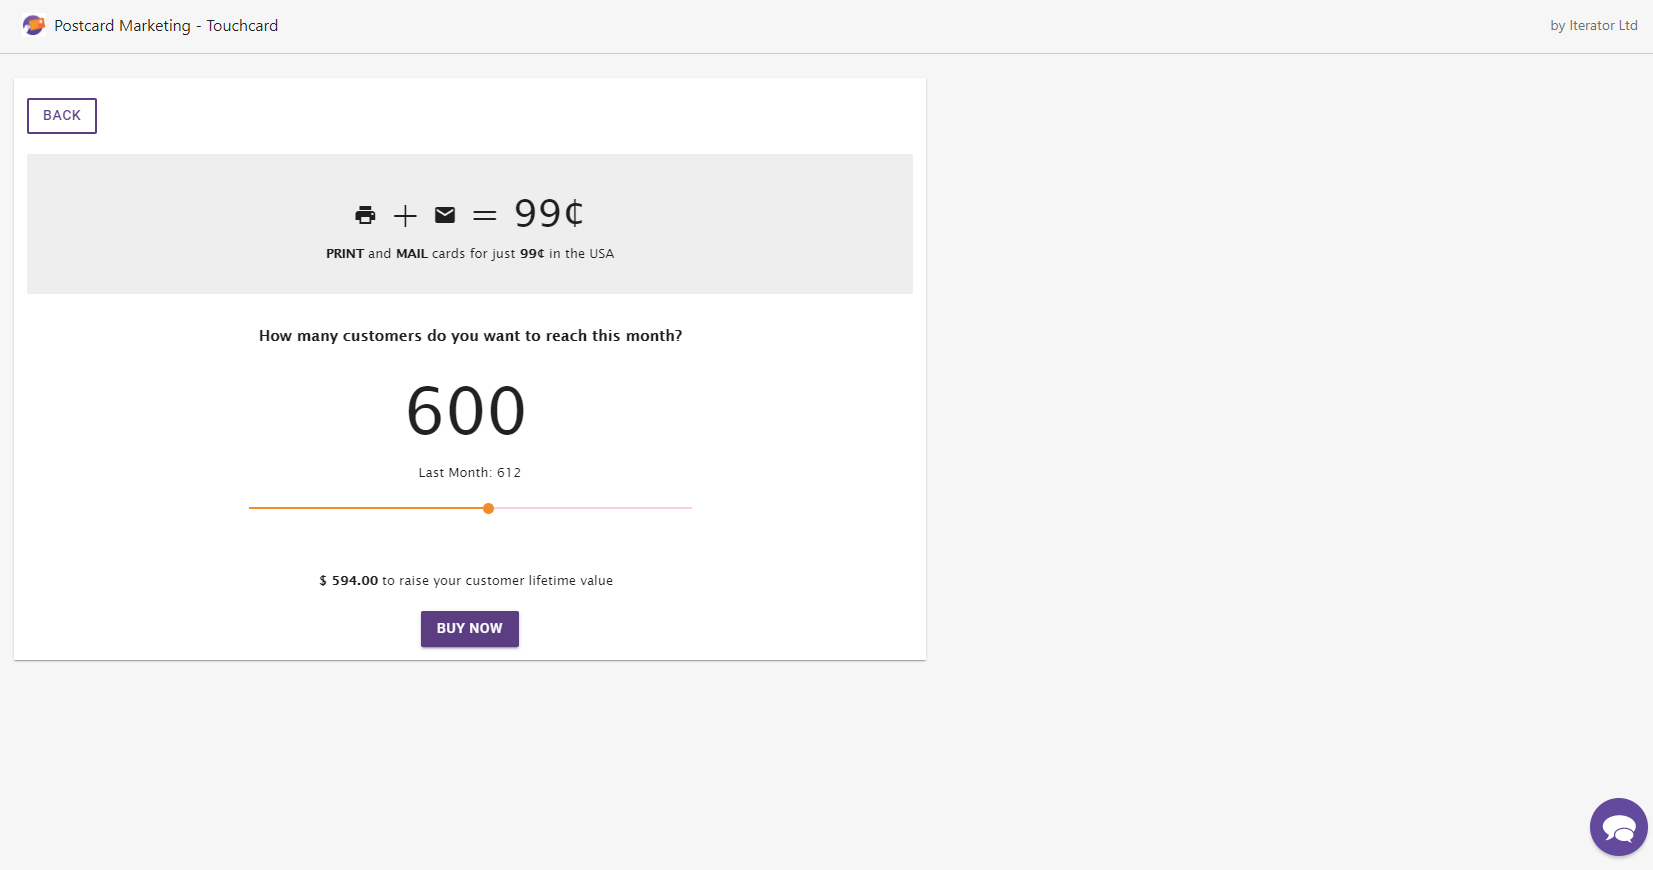 Postcard Marketing - Touchcard
by Iterator Ltd
BACK
+ = 99¢
PRINT and MAIL cards for just 99¢ in the USA
How many customers do you want to reach this month?
600
Last Month: 612
$ 594.00 to raise your customer lifetime value
BUY NOW